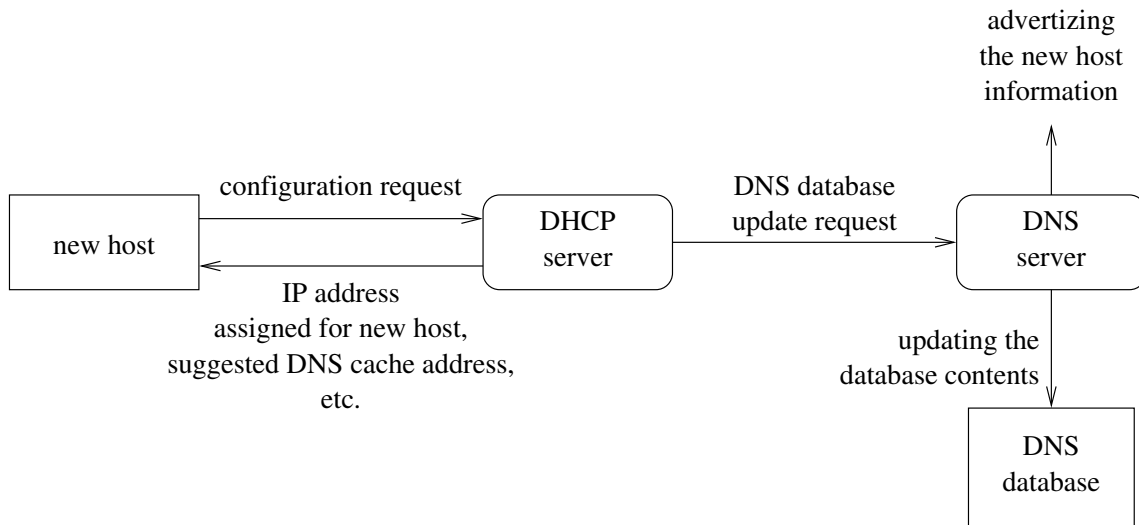 advertizing
the new host
information
configuration request
DNS database
update request
new host
DHCP
server
DNS
server
IP address
assigned for new host,
suggested DNS cache address,
etc.
updating the
database contents
DNS
database